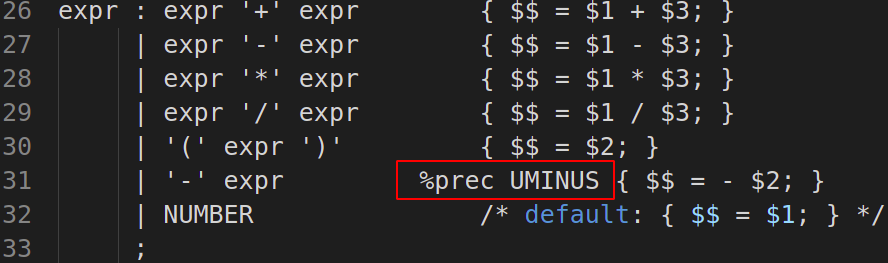 26 expr : expr '+' expr { $$ = $1 + $3; }
27 | expr '-' expr { $$ = $1 - $3; }
28 | expr '*' expr { $$ = $1 * $3; }
29 | expr '/' expr { $$ = $1 / $3; }
30 | '(' expr ')' { $$ = $2; }
31 | '-' expr %prec UMINUS { $$ = - $2; }
32 | NUMBER /* default: { $$ = $1; } */
33 ;